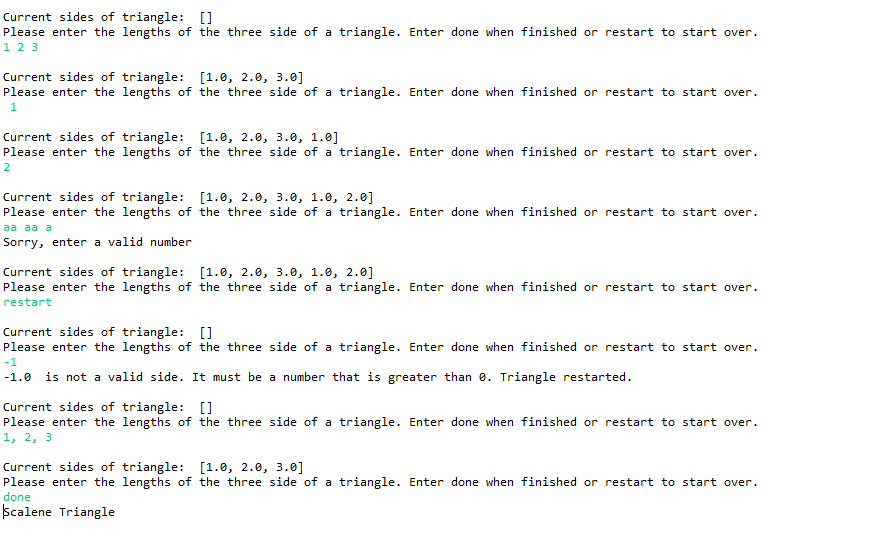 Current sides of triangle:  []
Please enter the lengths of the three side of a triangle. Enter done when finished or restart to start over.
1 2 3
Current sides of triangle:  [1.0, 2.0, 3.0]
Please enter the lengths of the three side of a triangle. Enter done when finished or restart to start over.
 1
Current sides of triangle:  [1.0, 2.0, 3.0, 1.0]
Please enter the lengths of the three side of a triangle. Enter done when finished or restart to start over.
2
Current sides of triangle:  [1.0, 2.0, 3.0, 1.0, 2.0]
Please enter the lengths of the three side of a triangle. Enter done when finished or restart to start over.
aa aa a
Sorry, enter a valid number
Current sides of triangle:  [1.0, 2.0, 3.0, 1.0, 2.0]
Please enter the lengths of the three side of a triangle. Enter done when finished or restart to start over.
restart
Current sides of triangle:  []
Please enter the lengths of the three side of a triangle. Enter done when finished or restart to start over.
-1
-1.0  is not a valid side. It must be a number that is greater than 0. Triangle restarted.
Current sides of triangle:  []
Please enter the lengths of the three side of a triangle. Enter done when finished or restart to start over.
1, 2, 3
Current sides of triangle:  [1.0, 2.0, 3.0]
Please enter the lengths of the three side of a triangle. Enter done when finished or restart to start over.
done
Scalene Triangle